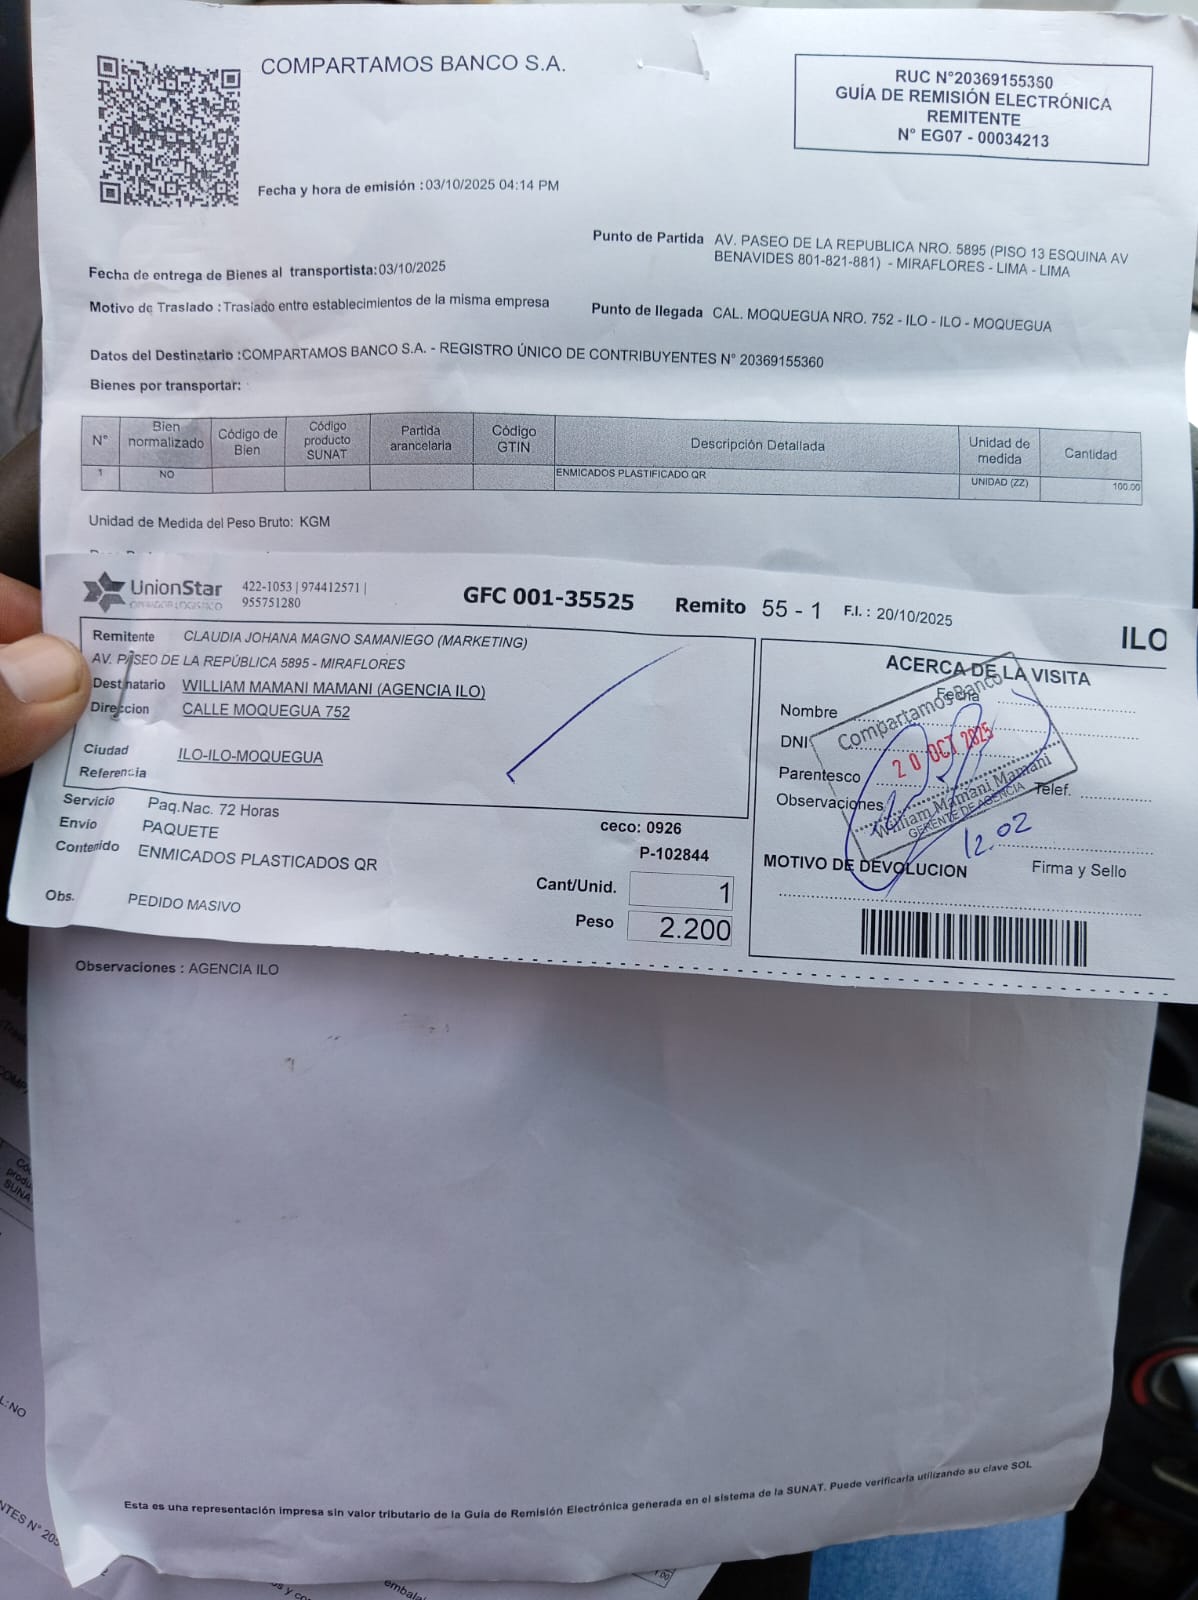 COMPARTAMOS BANCO S.A.
RUC N°20369155360
GUÍA DE REMISIÓN ELECTRÓNICA
REMITENTE
N° EG07 - 00034213
Fecha y hora de emisión : 03/10/2025 04:14 PM
Fecha de entrega de Bienes al transportista: 03/10/2025
Punto de Partida AV. PASEO DE LA REPUBLICA NRO. 5895 (PISO 13 ESQUINA AV
BENAVIDES 801-821-881) - MIRAFLORES - LIMA - LIMA
Motivo de Traslado : Traslado entre establecimientos de la misma empresa
Punto de llegada CAL. MOQUEGUA NRO. 752 - ILO - ILO - MOQUEGUA
Datos del Destinatario : COMPARTAMOS BANCO S.A. - REGISTRO ÚNICO DE CONTRIBUYENTES N° 20369155360
Bienes por transportar:
N° Bien normalizado Código de Bien Código producto SUNAT Partida arancelaria Código GTIN Descripción Detallada Unidad de medida Cantidad
1 NO ENMICADOS PLASTIFICADO QR UNIDAD (ZZ) 100.00
Unidad de Medida del Peso Bruto: KGM
UnionStar
OPERADOR LOGISTICO
422-1053 | 974412571 |
955751280
GFC 001-35525 Remito 55 - 1 F.I. : 20/10/2025
ILO
Remitente CLAUDIA JOHANA MAGNO SAMANIEGO (MARKETING)
AV. PASEO DE LA REPÚBLICA 5895 - MIRAFLORES
Destinatario WILLIAM MAMANI MAMANI (AGENCIA ILO)
Direccion CALLE MOQUEGUA 752
Ciudad ILO-ILO-MOQUEGUA
Referencia
Servicio Paq.Nac. 72 Horas
Envio PAQUETE
Contenido ENMICADOS PLASTICADOS QR
Obs. PEDIDO MASIVO
ceco: 0926
P-102844
Cant/Unid. 1
Peso 2.200
ACERCA DE LA VISITA
Fecha
Nombre
DNI
Parentesco
Observaciones
Telef.
CompartamosBanco
20 OCT 2025
William Mamani Mamani
GERENTE DE AGENCIA
12.02
MOTIVO DE DEVOLUCION
Firma y Sello
Observaciones : AGENCIA ILO
Esta es una representación impresa sin valor tributario de la Guía de Remisión Electrónica generada en el sistema de la SUNAT. Puede verificarla utilizando su clave SOL